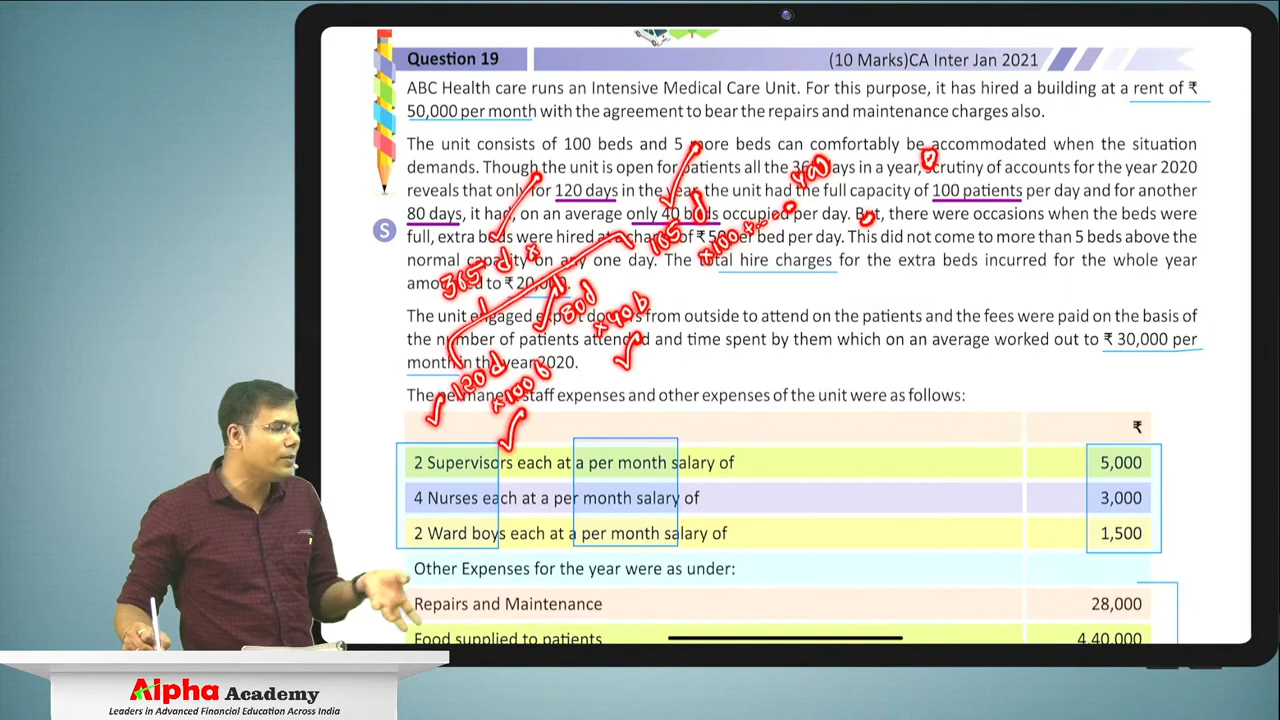 Question 19
(10 Marks)CA Inter Jan 2021
ABC Health care runs an Intensive Medical Care Unit. For this purpose, it has hired a building at a rent of ₹
50,000 per month with the agreement to bear the repairs and maintenance charges also.
The unit consists of 100 beds and 5 more beds can comfortably be accommodated when the situation
demands. Though the unit is open for patients all the 365 days in a year, scrutiny of accounts for the year 2020
reveals that only for 120 days in the year, the unit had the full capacity of 100 patients per day and for another
S
80 days, it had, on an average only 40 beds occupied per day. But, there were occasions when the beds were
full, extra beds were hired at a charge of ₹ 50 per bed per day. This did not come to more than 5 beds above the
normal capacity on any one day. The total hire charges for the extra beds incurred for the whole year
amounted to ₹ 20,000.
The unit engaged expert doctors from outside to attend on the patients and the fees were paid on the basis of
the number of patients attended and time spent by them which on an average worked out to ₹ 30,000 per
month in the year 2020.
The permanent staff expenses and other expenses of the unit were as follows:
₹
2 Supervisors each at a per month salary of 5,000
4 Nurses each at a per month salary of 3,000
2 Ward boys each at a per month salary of 1,500
Other Expenses for the year were as under:
Repairs and Maintenance 28,000
Food supplied to patients 4,40,000
365 d x
120 d
x100 b
80d
x 40 b
165 d
x100 + ... 400
0
0
Alpha Academy
Leaders in Advanced Financial Education Across India